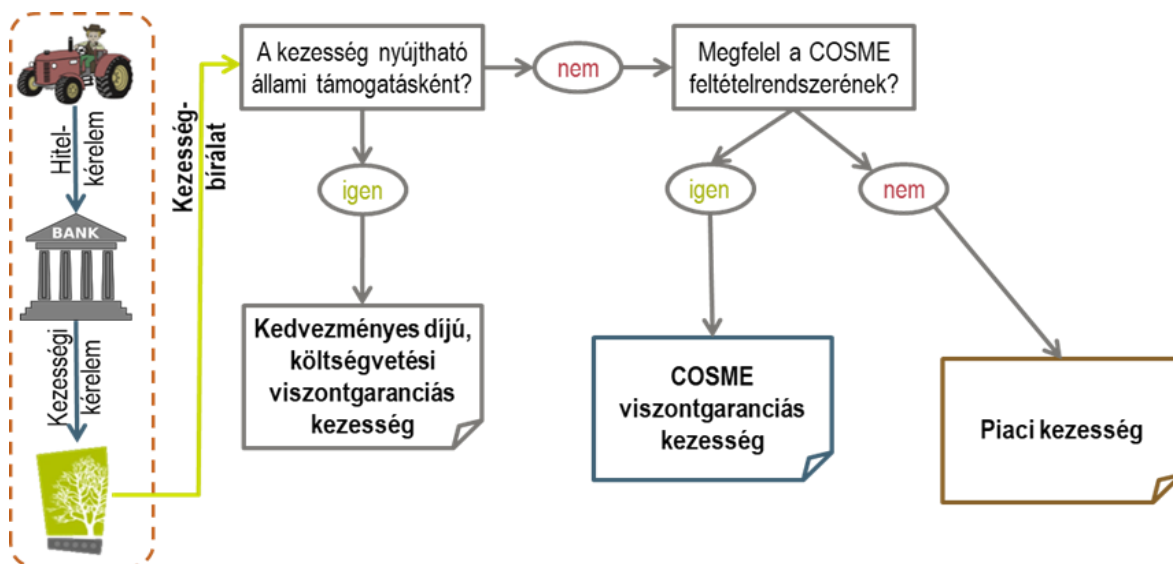 Hitel-
kérelem
BANK
Kezességi
kérelem
Kezesség-
bírálat
A kezesség nyújtható
állami támogatásként?
nem
Megfelel a COSME
feltételrendszerének?
igen
igen
nem
Kedvezményes díjú,
költségvetési
viszontgaranciás
kezesség
COSME
viszontgaranciás
kezesség
Piaci kezesség